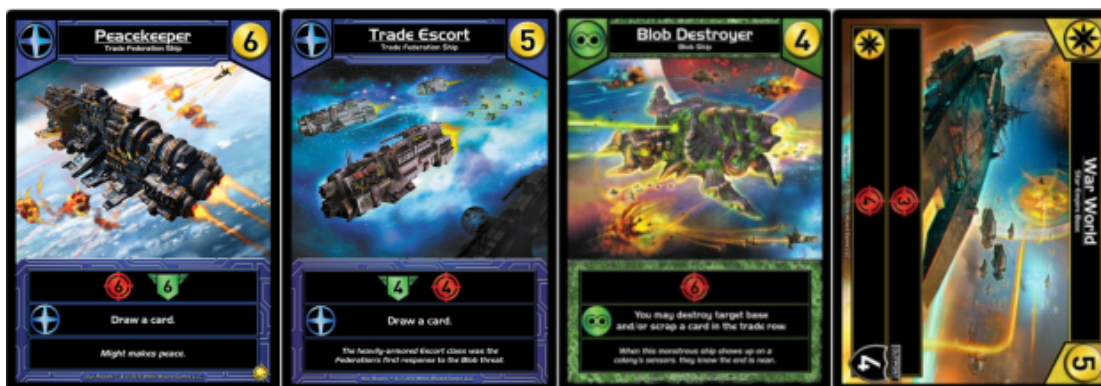 Peacekeeper
Trade Federation Ship
6
6
6
Draw a card.
Might makes peace.
Trade Escort
Trade Federation Ship
5
4
4
Draw a card.
The heavily-armored Escort class was the
Federation's first response to the Blob threat.
Blob Destroyer
Blob Ship
4
6
You may destroy target base
and/or scrap a card in the trade row.
When this monstrous ship shows up on a
colony's sensors, they know the end is near.
War World
Star Empire Base
5
3
4
4